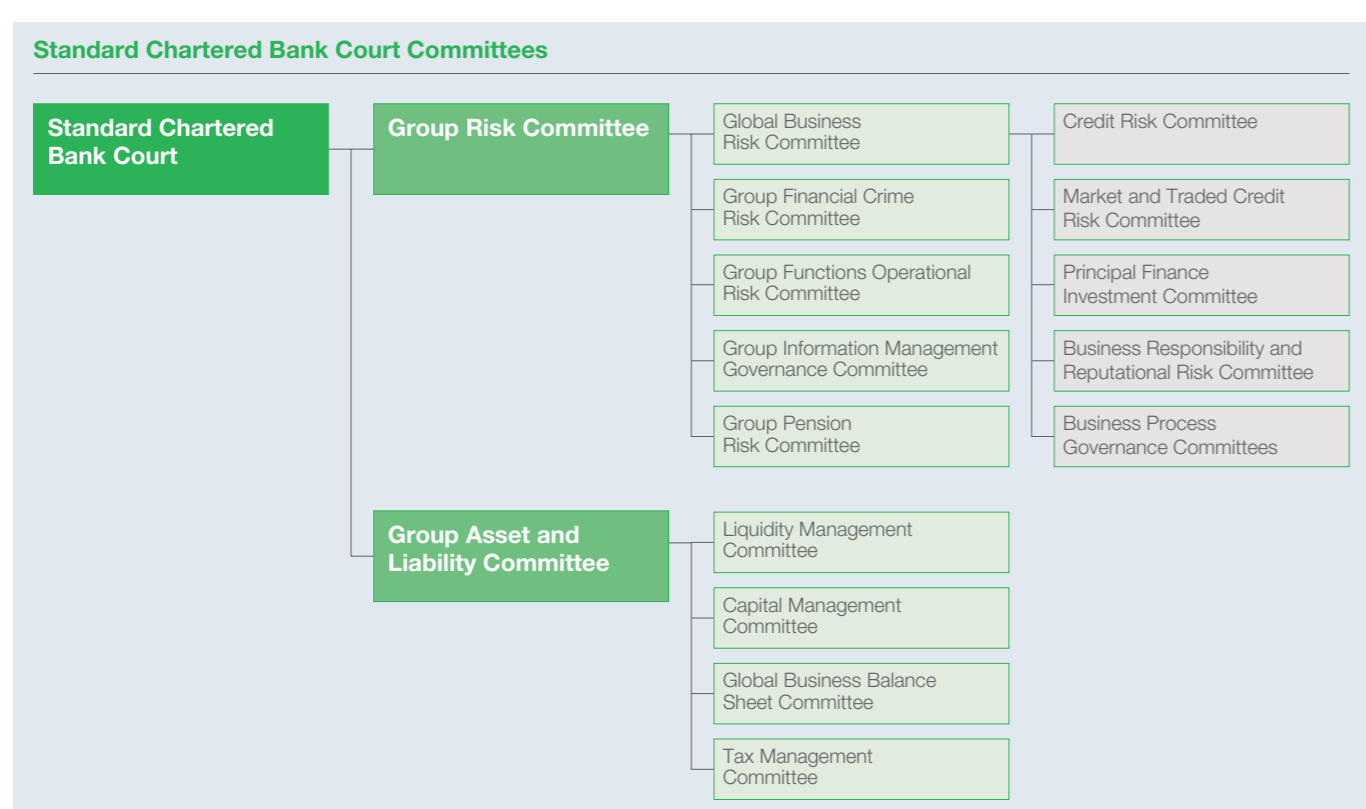 Standard Chartered Bank Court Committees
Standard Chartered
Bank Court
Group Risk Committee
Global Business
Risk Committee
Group Financial Crime
Risk Committee
Group Functions Operational
Risk Committee
Group Information Management
Governance Committee
Group Pension
Risk Committee
Credit Risk Committee
Market and Traded Credit
Risk Committee
Principal Finance
Investment Committee
Business Responsibility and
Reputational Risk Committee
Business Process
Governance Committees
Group Asset and
Liability Committee
Liquidity Management
Committee
Capital Management
Committee
Global Business Balance
Sheet Committee
Tax Management
Committee